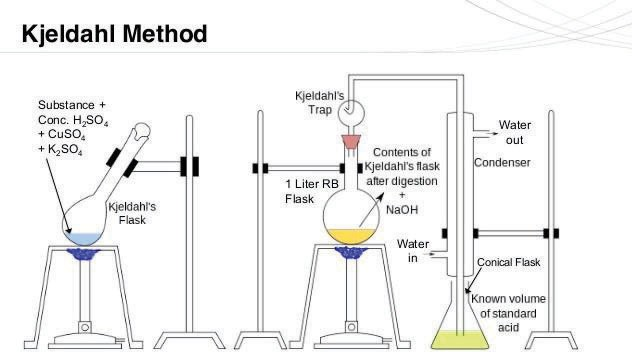 Kjeldahl Method
Substance +
Conc. H₂SO₄
+ CuSO₄
+ K₂SO₄
Kjeldahl's
Flask
Kjeldahl's
Trap
1 Liter RB
Flask
Contents of
Kjeldahl's flask
after digestion
+
NaOH
Water
in
Water
out
Condenser
Conical Flask
Known volume
of standard
acid